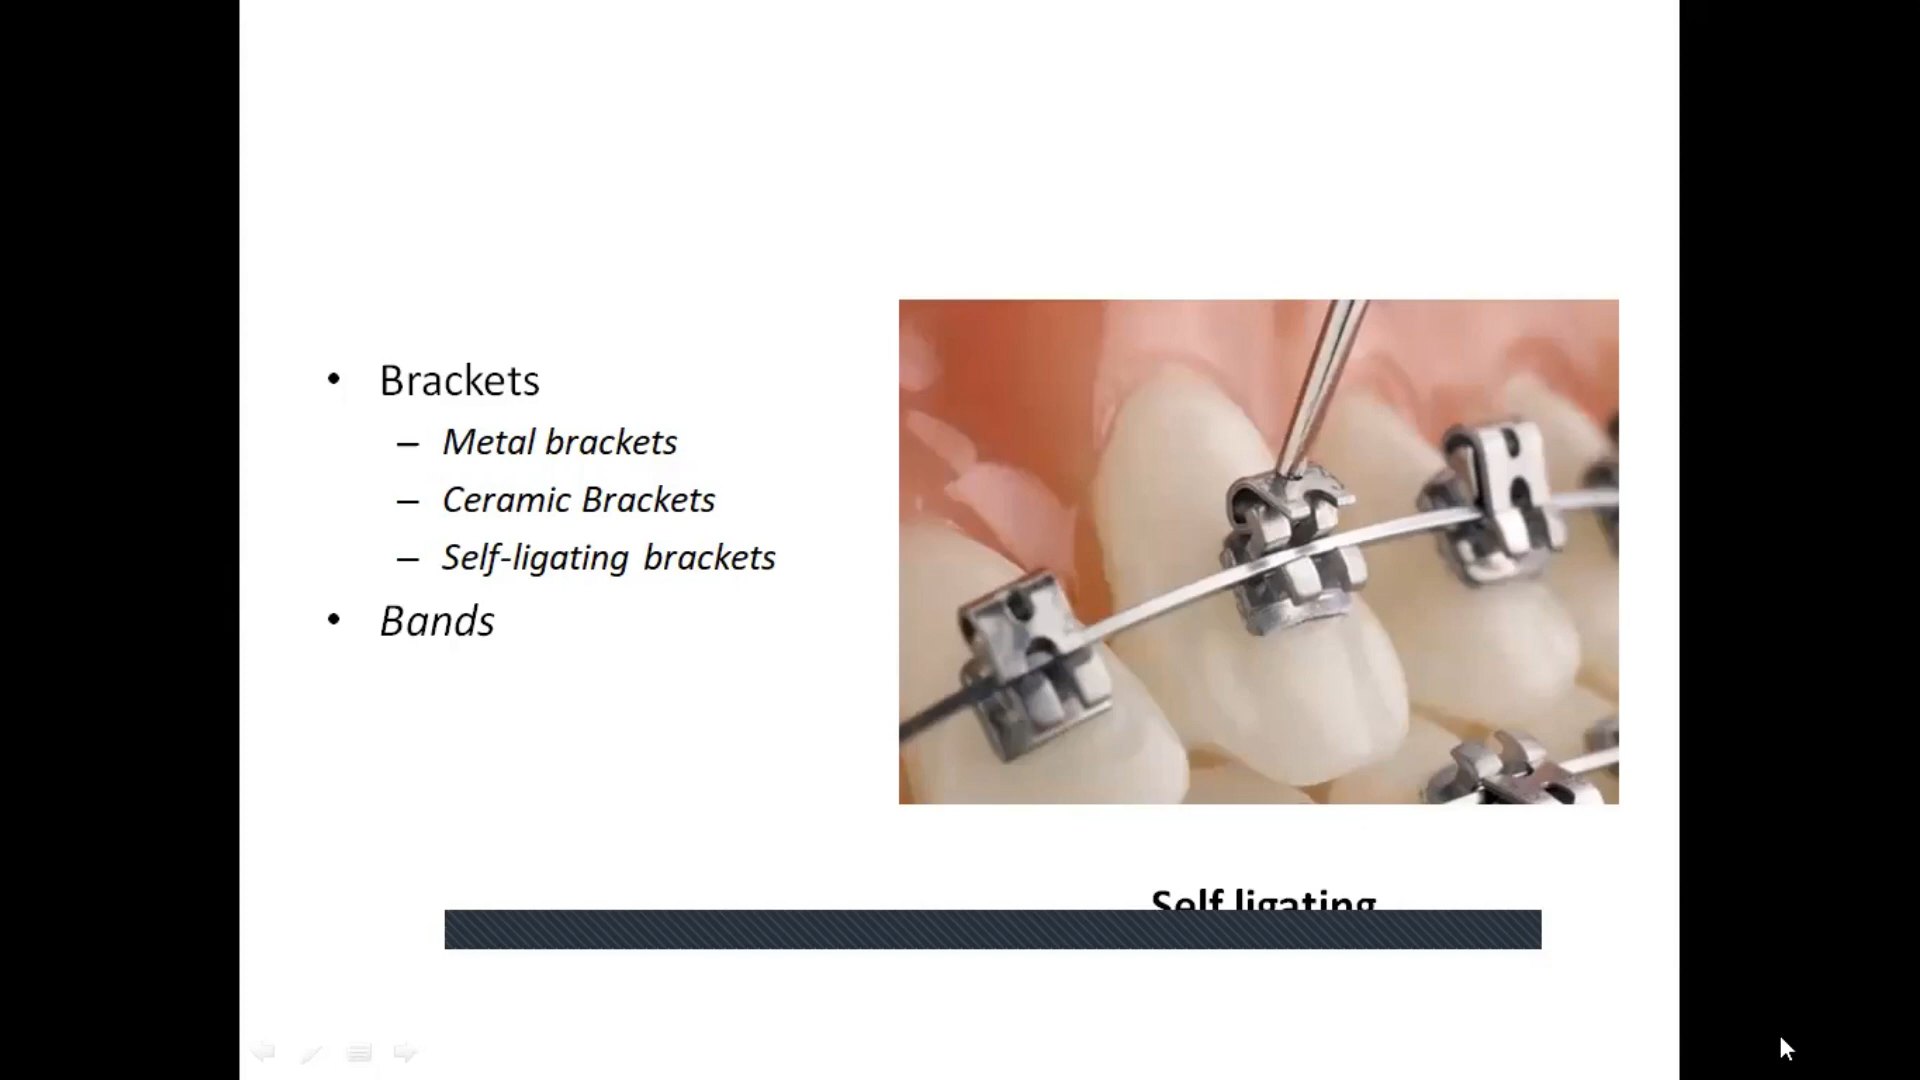 • Brackets
– Metal brackets
– Ceramic Brackets
– Self-ligating brackets
• Bands
Self ligating